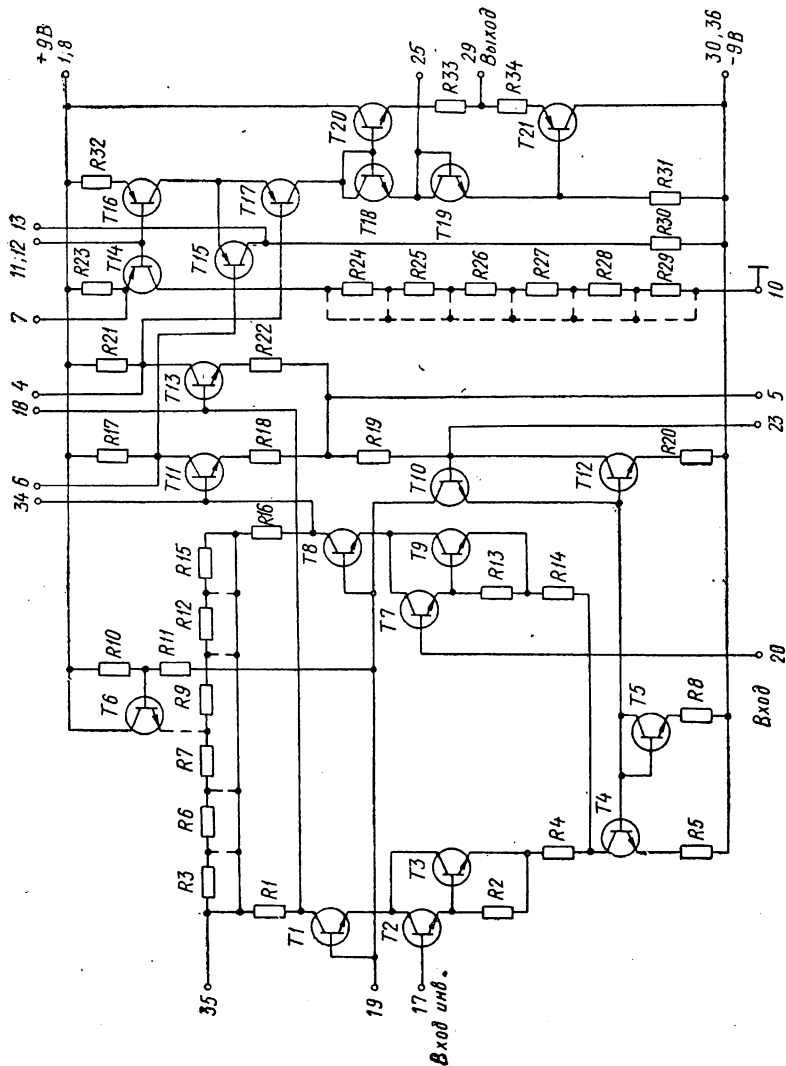 +9В
1,8
11,12
13
7
4
18
6
34
35
19
17
Вход инв.
20
Вход
23
5
10
25
29
Выход
30,36
-9В
R1
R2
R3
R4
R5
R6
R7
R8
R9
R10
R11
R12
R13
R14
R15
R16
R17
R18
R19
R20
R21
R22
R23
R24
R25
R26
R27
R28
R29
R30
R31
R32
R33
R34
T1
T2
T3
T4
T5
T6
T7
T8
T9
T10
T11
T12
T13
T14
T15
T16
T17
T18
T19
T20
T21